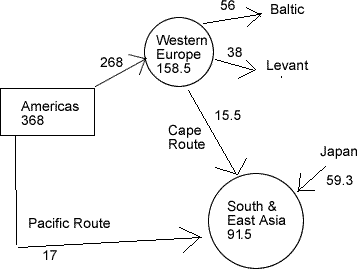 56
Baltic
Western
Europe
158.5
38
Levant
268
Americas
368
15.5
Cape
Route
Japan
59.3
South &
East Asia
91.5
Pacific Route
17